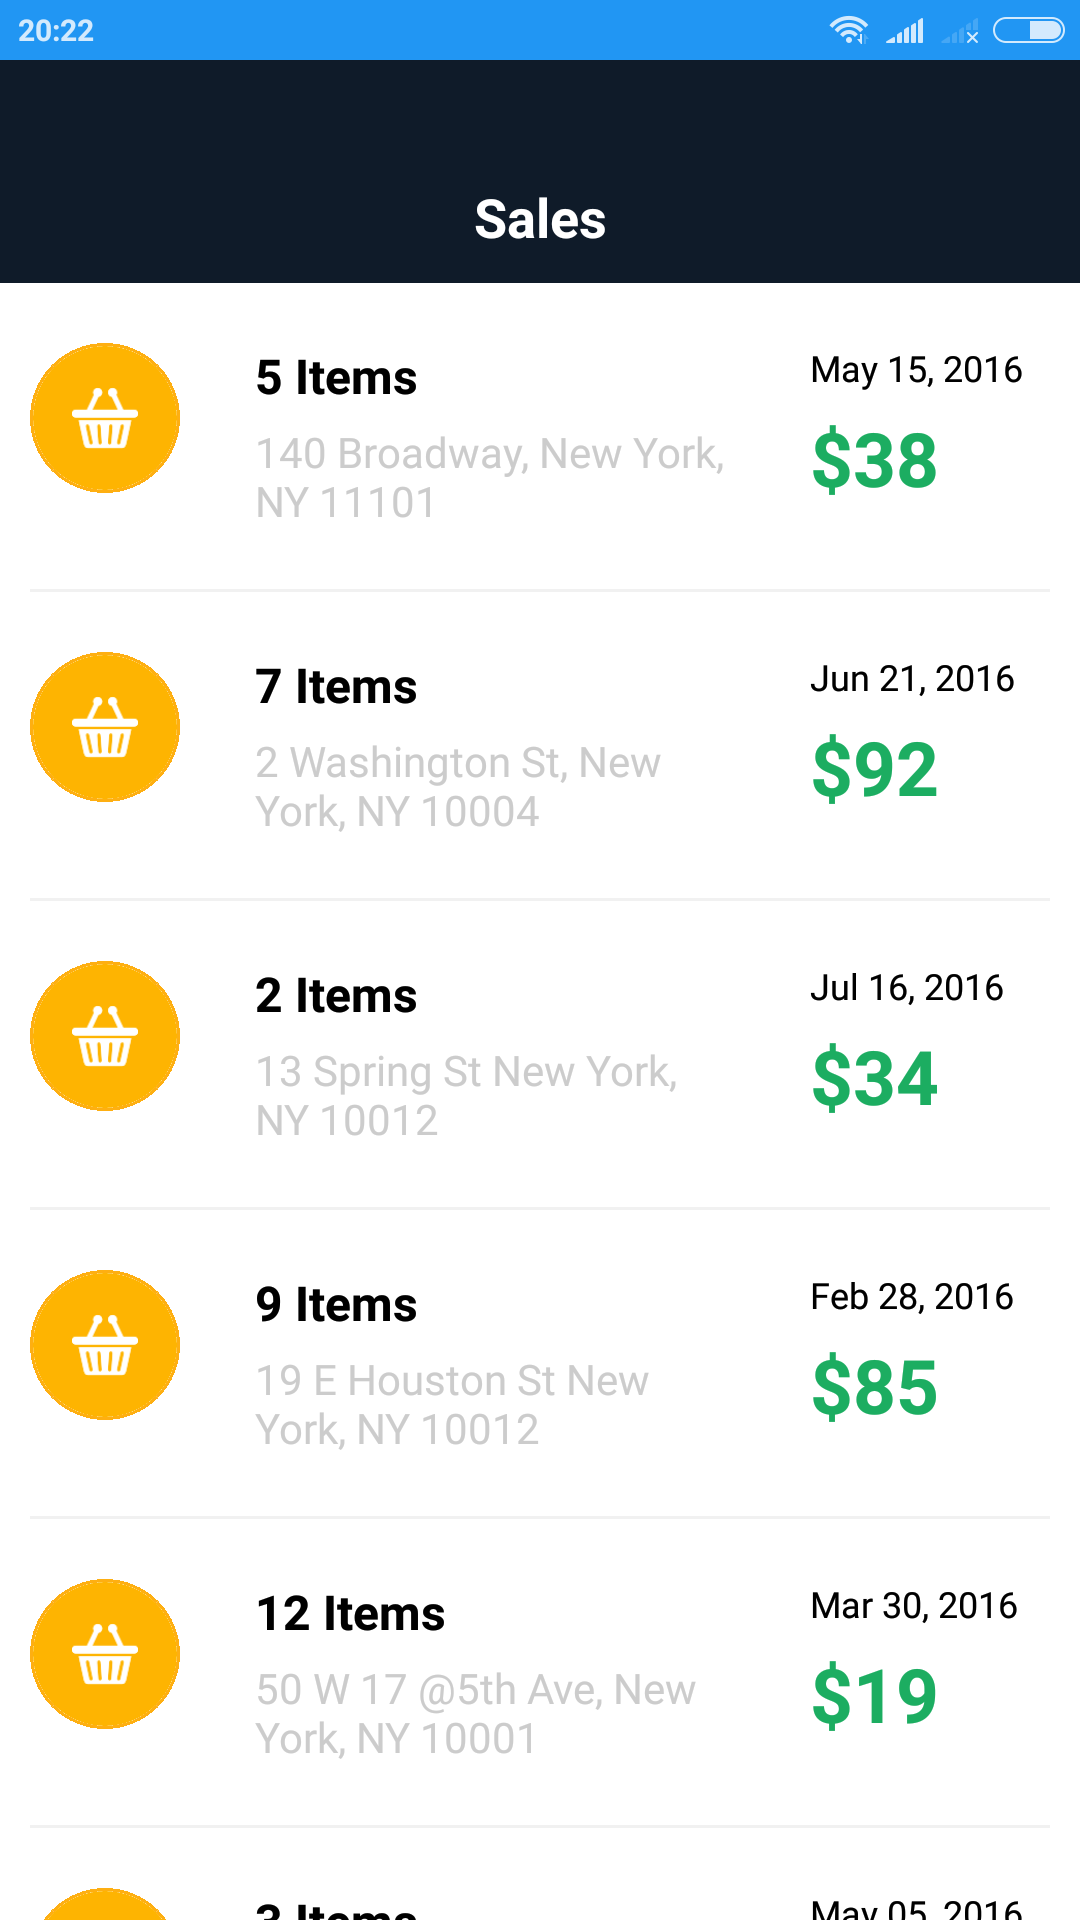 20:22
Sales
5 Items
May 15, 2016
140 Broadway, New York,
NY 11101
$38
7 Items
Jun 21, 2016
2 Washington St, New
York, NY 10004
$92
2 Items
Jul 16, 2016
13 Spring St New York,
NY 10012
$34
9 Items
Feb 28, 2016
19 E Houston St New
York, NY 10012
$85
12 Items
Mar 30, 2016
50 W 17 @5th Ave, New
York, NY 10001
$19
3 Items
May 05, 2016